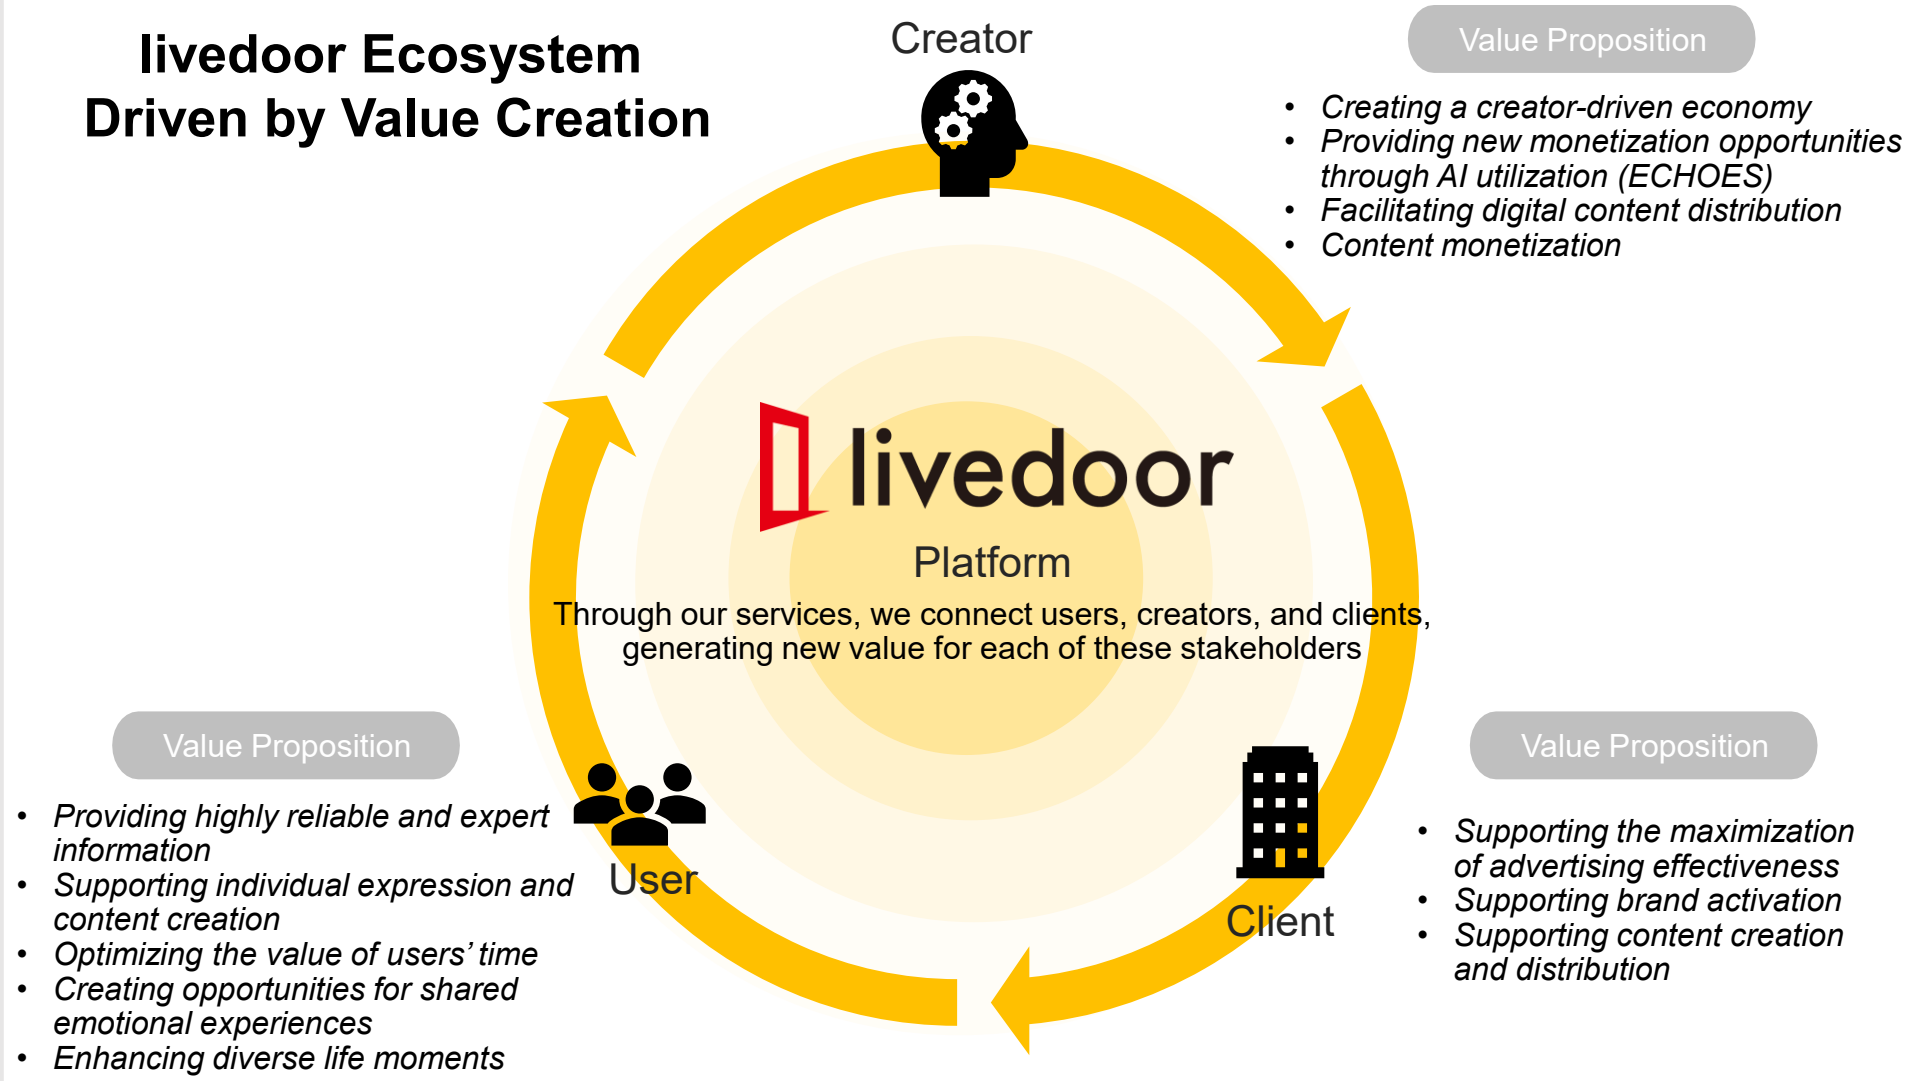 livedoor Ecosystem
Driven by Value Creation
Creator
Value Proposition
• Creating a creator-driven economy
• Providing new monetization opportunities
through AI utilization (ECHOES)
• Facilitating digital content distribution
• Content monetization
livedoor
Platform
Through our services, we connect users, creators, and clients,
generating new value for each of these stakeholders
Value Proposition
• Providing highly reliable and expert
information
• Supporting individual expression and
content creation
• Optimizing the value of users’ time
• Creating opportunities for shared
emotional experiences
• Enhancing diverse life moments
User
Client
Value Proposition
• Supporting the maximization
of advertising effectiveness
• Supporting brand activation
• Supporting content creation
and distribution